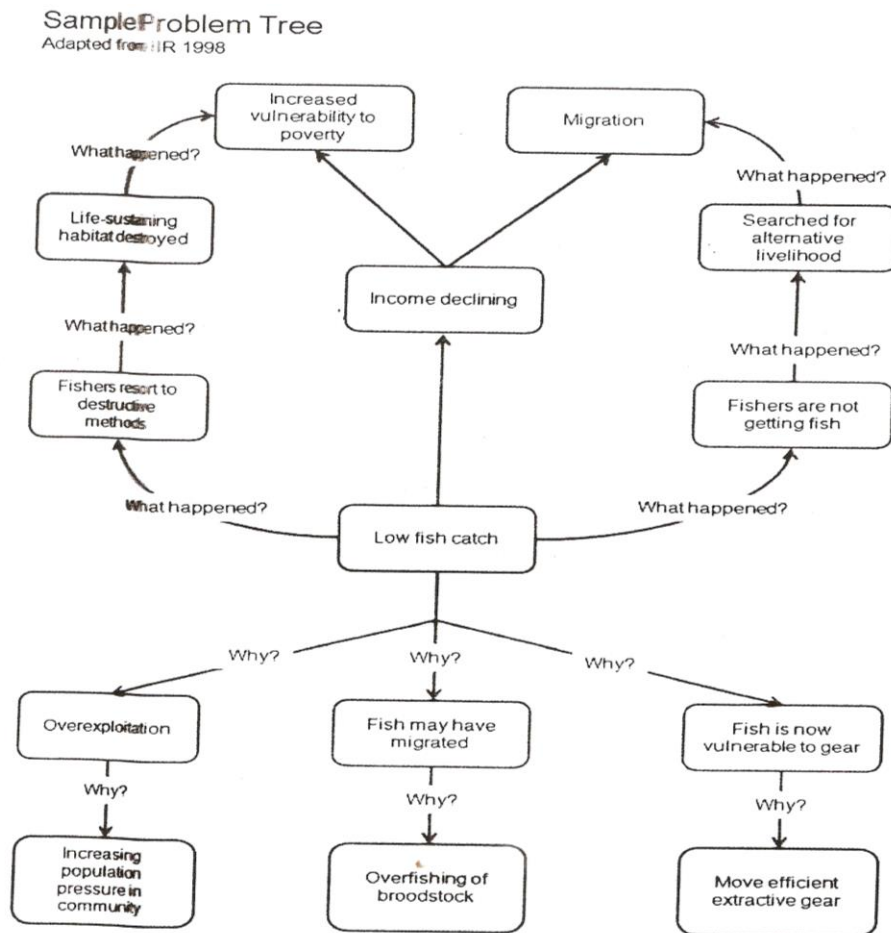 Sample Problem Tree
Adapted from IIR 1998
Increased
vulnerability to
poverty
Migration
What happened?
What happened?
Life-sustaining
habitat destroyed
Searched for
alternative
livelihood
Income declining
What happened?
What happened?
Fishers resort to
destructive
methods
Fishers are not
getting fish
What happened?
What happened?
Low fish catch
Why?
Why?
Why?
Overexploitation
Fish may have
migrated
Fish is now
vulnerable to gear
Why?
Why?
Why?
Increasing
population
pressure in
community
Overfishing of
broodstock
Move efficient
extractive gear